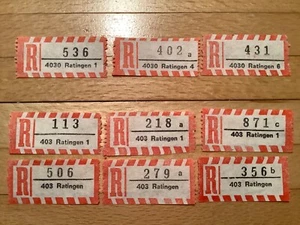 R 536
4030 Ratingen 1
R 402 a
4030 Ratingen 4
R 431
4030 Ratingen 6
R 113
403 Ratingen 1
R 218
403 Ratingen 1
R 871 c
403 Ratingen 1
R 506
403 Ratingen
R 279 a
403 Ratingen
R 356 b
403 Ratingen